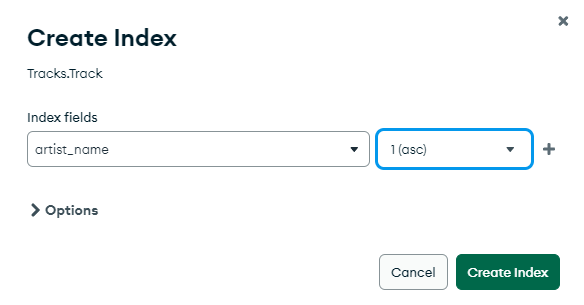 Create Index
Tracks.Track
Index fields
artist_name
1 (asc)
Options
Cancel
Create Index